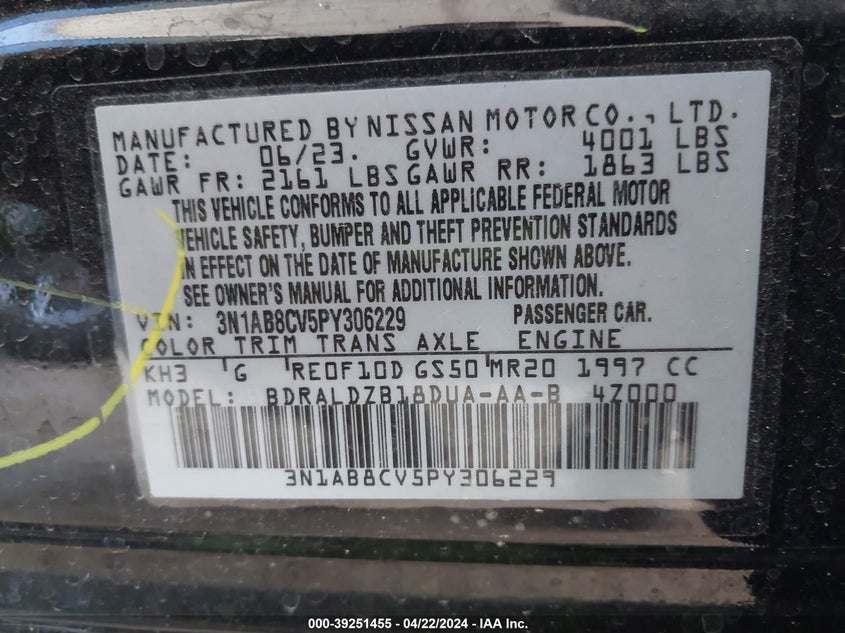 MANUFACTURED BY NISSAN MOTOR CO., LTD.
DATE: 06/23. GVWR: 4001 LBS
GAWR FR: 2161 LBS GAWR RR: 1863 LBS
THIS VEHICLE CONFORMS TO ALL APPLICABLE FEDERAL MOTOR
VEHICLE SAFETY, BUMPER AND THEFT PREVENTION STANDARDS
IN EFFECT ON THE DATE OF MANUFACTURE SHOWN ABOVE.
SEE OWNER'S MANUAL FOR ADDITIONAL INFORMATION.
VIN: 3N1AB8CV5PY306229 PASSENGER CAR.
COLOR TRIM TRANS AXLE ENGINE
KH3 G RE0F10D GS50 MR20 1997 CC
MODEL: BDRALDZB18DUA-AA-B 4Z000
3N1AB8CV5PY306229
000-39251455 - 04/22/2024 - IAA Inc.